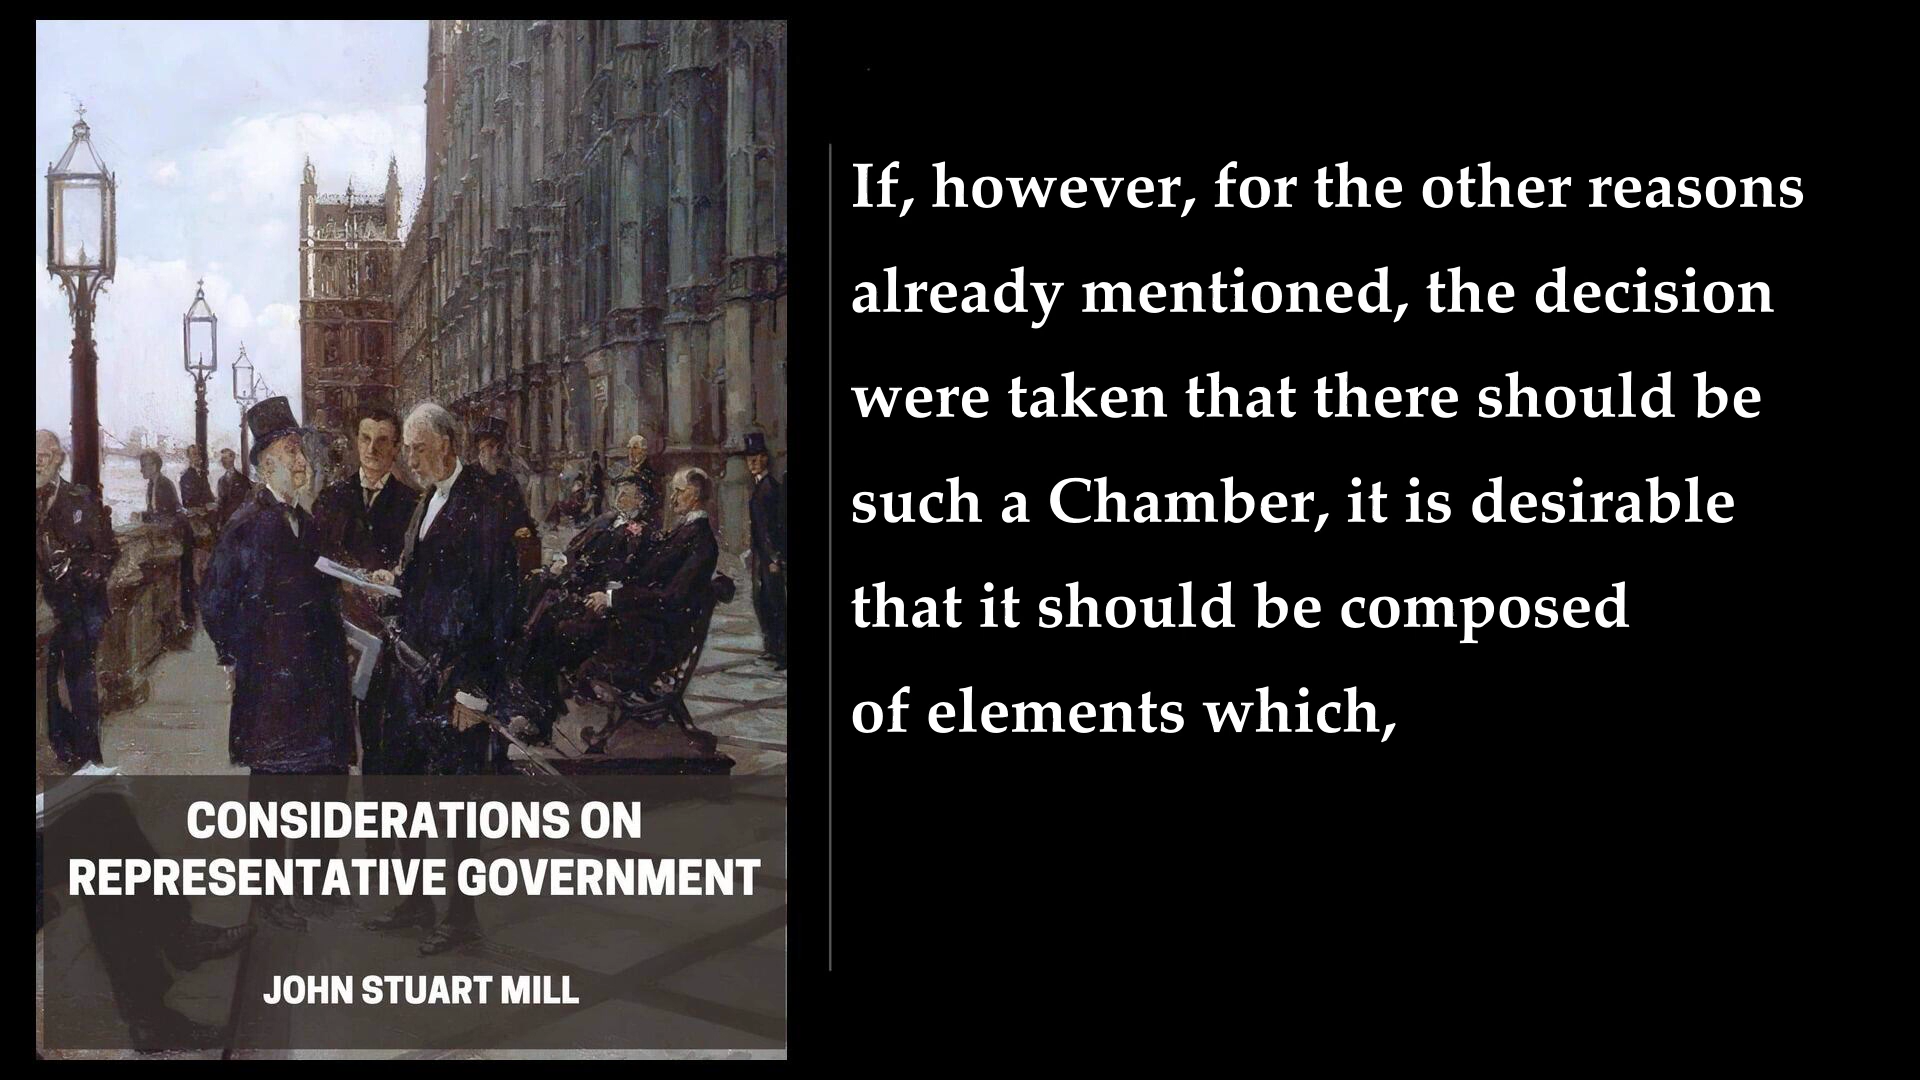 CONSIDERATIONS ON
REPRESENTATIVE GOVERNMENT
JOHN STUART MILL
If, however, for the other reasons
already mentioned, the decision
were taken that there should be
such a Chamber, it is desirable
that it should be composed
of elements which,